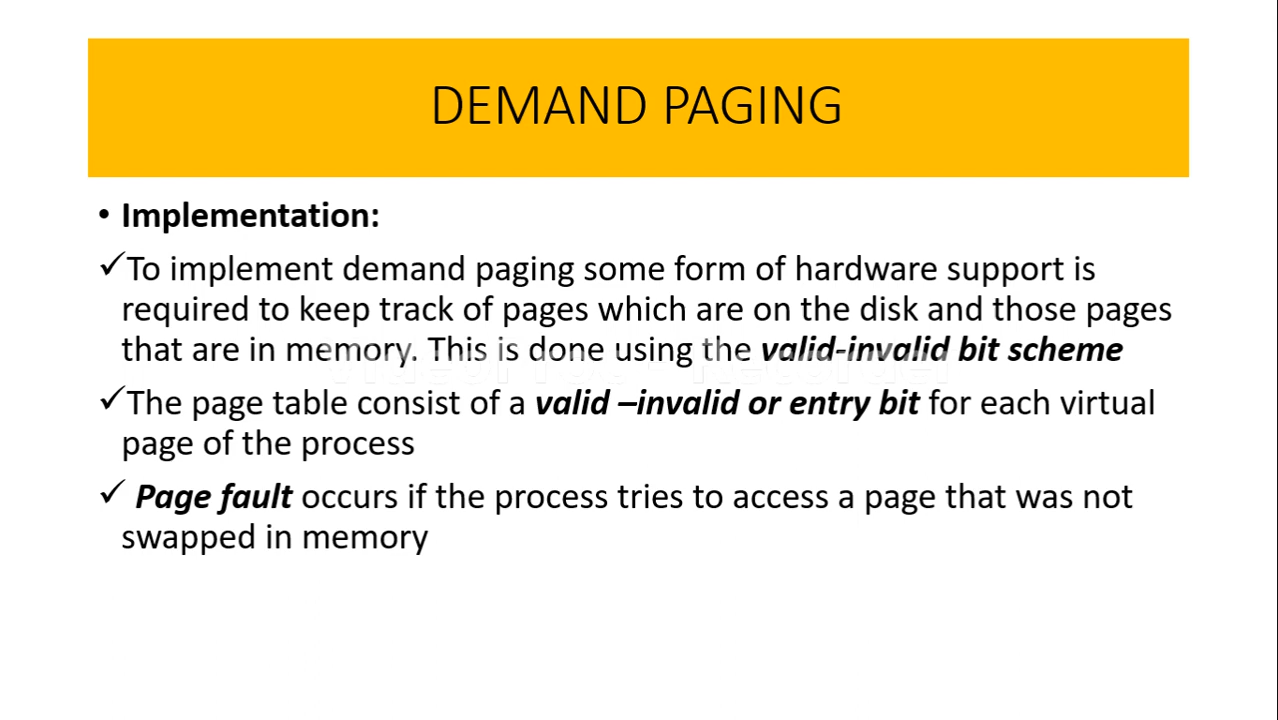 DEMAND PAGING
• Implementation:
✓To implement demand paging some form of hardware support is
required to keep track of pages which are on the disk and those pages
that are in memory. This is done using the valid-invalid bit scheme
✓The page table consist of a valid –invalid or entry bit for each virtual
page of the process
✓ Page fault occurs if the process tries to access a page that was not
swapped in memory